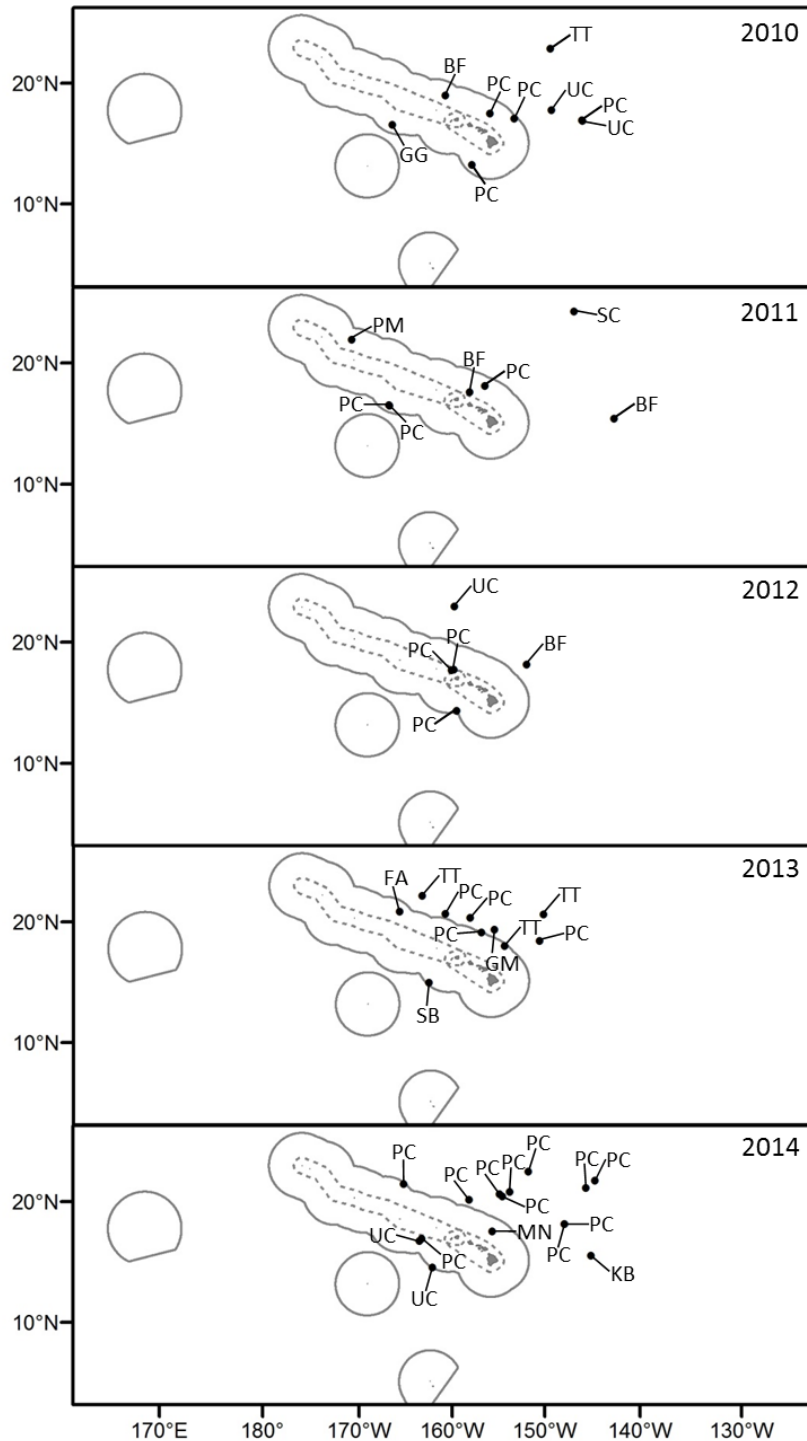 2010
TT
BF
PC
PC
UC
PC
UC
GG
PC
20°N
10°N
2011
SC
PM
BF
PC
PC
PC
BF
20°N
10°N
2012
UC
PC
PC
BF
PC
20°N
10°N
2013
FA
TT
PC
PC
TT
PC
GM
TT
PC
SB
20°N
10°N
2014
PC
PC
PC
PC
PC
PC
PC
PC
UC
PC
MN
PC
PC
KB
UC
20°N
10°N
170°E
180°
170°W
160°W
150°W
140°W
130°W